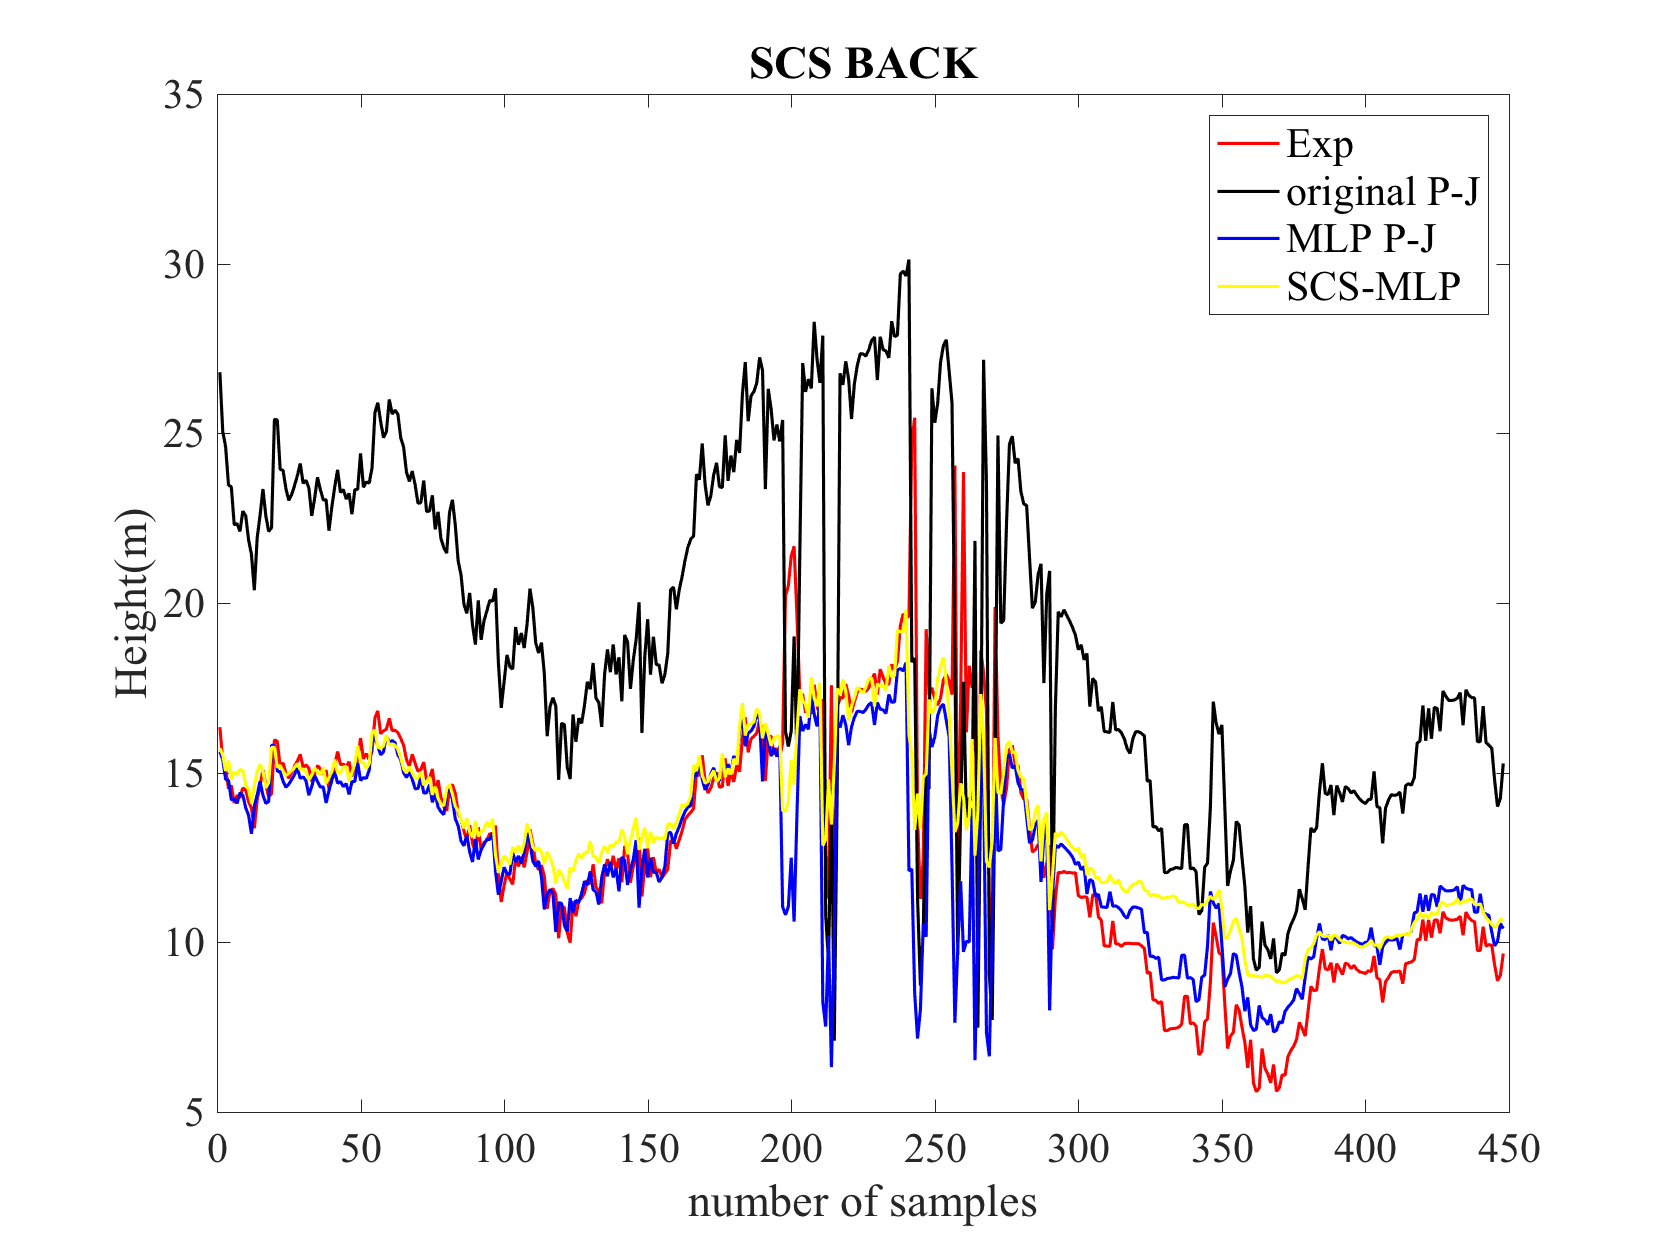 SCS BACK
35
30
25
20
15
10
5
Height(m)
Exp
original P-J
MLP P-J
SCS-MLP
0 50 100 150 200 250 300 350 400 450
number of samples